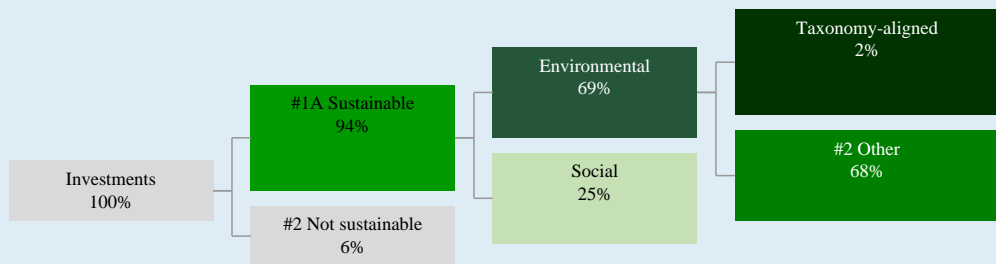 Investments
100%
#1A Sustainable
94%
#2 Not sustainable
6%
Environmental
69%
Social
25%
Taxonomy-aligned
2%
#2 Other
68%